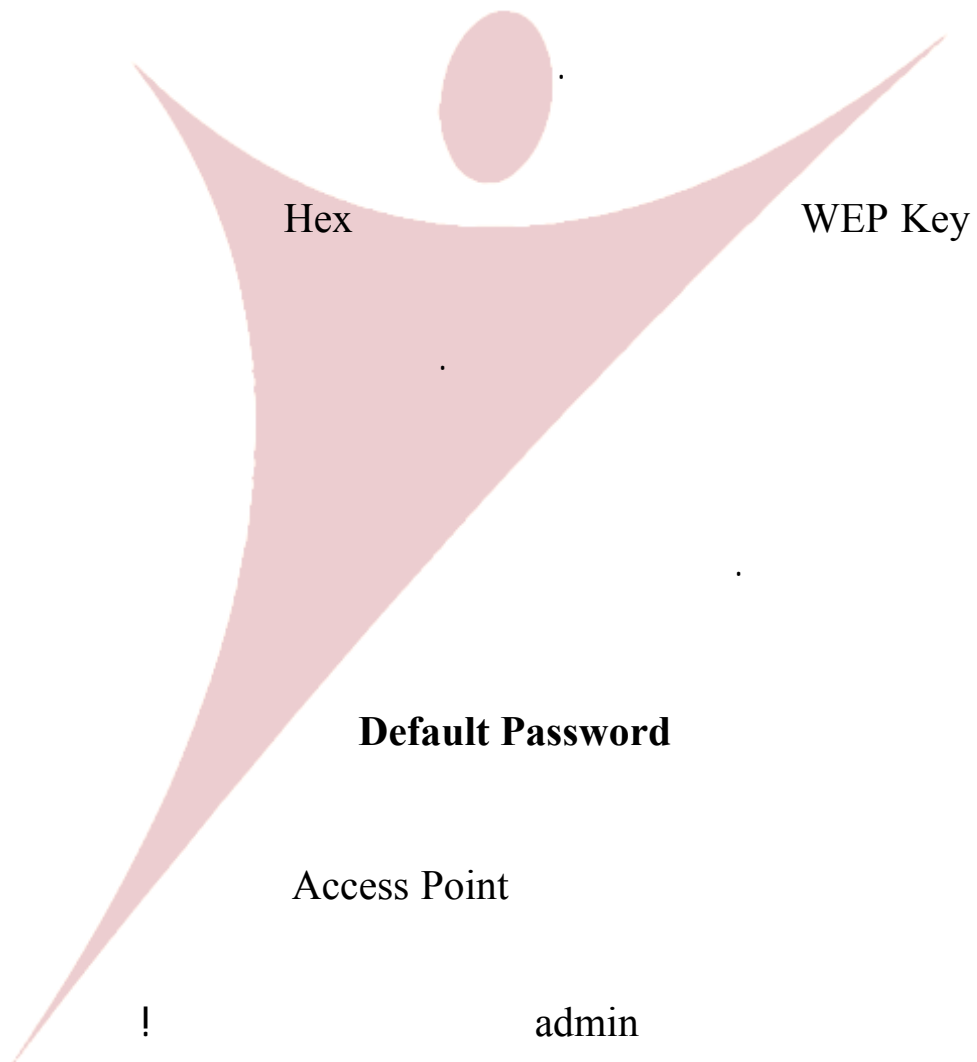 .
Hex WEP Key
.
.
Default Password
Access Point
! admin